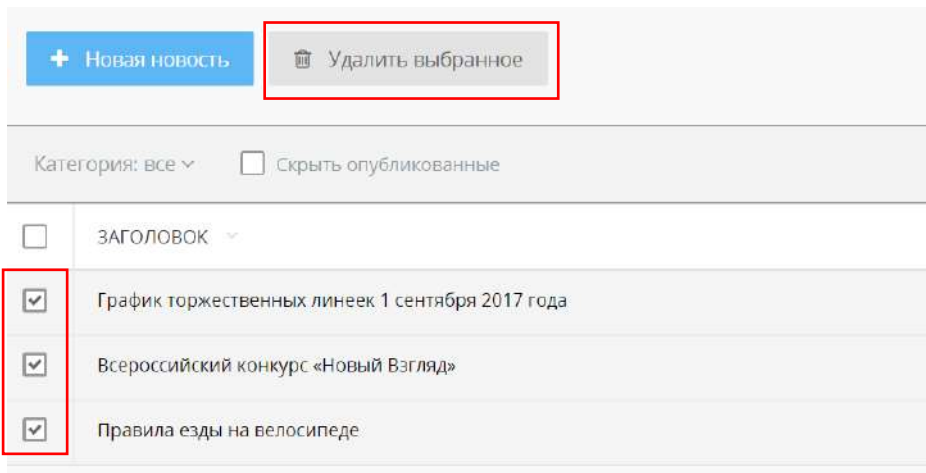 Новая новость Удалить выбранное
Категория: все Скрыть опубликованные
ЗАГОЛОВОК
График торжественных линеек 1 сентября 2017 года
Всероссийский конкурс «Новый Взгляд»
Правила езды на велосипеде